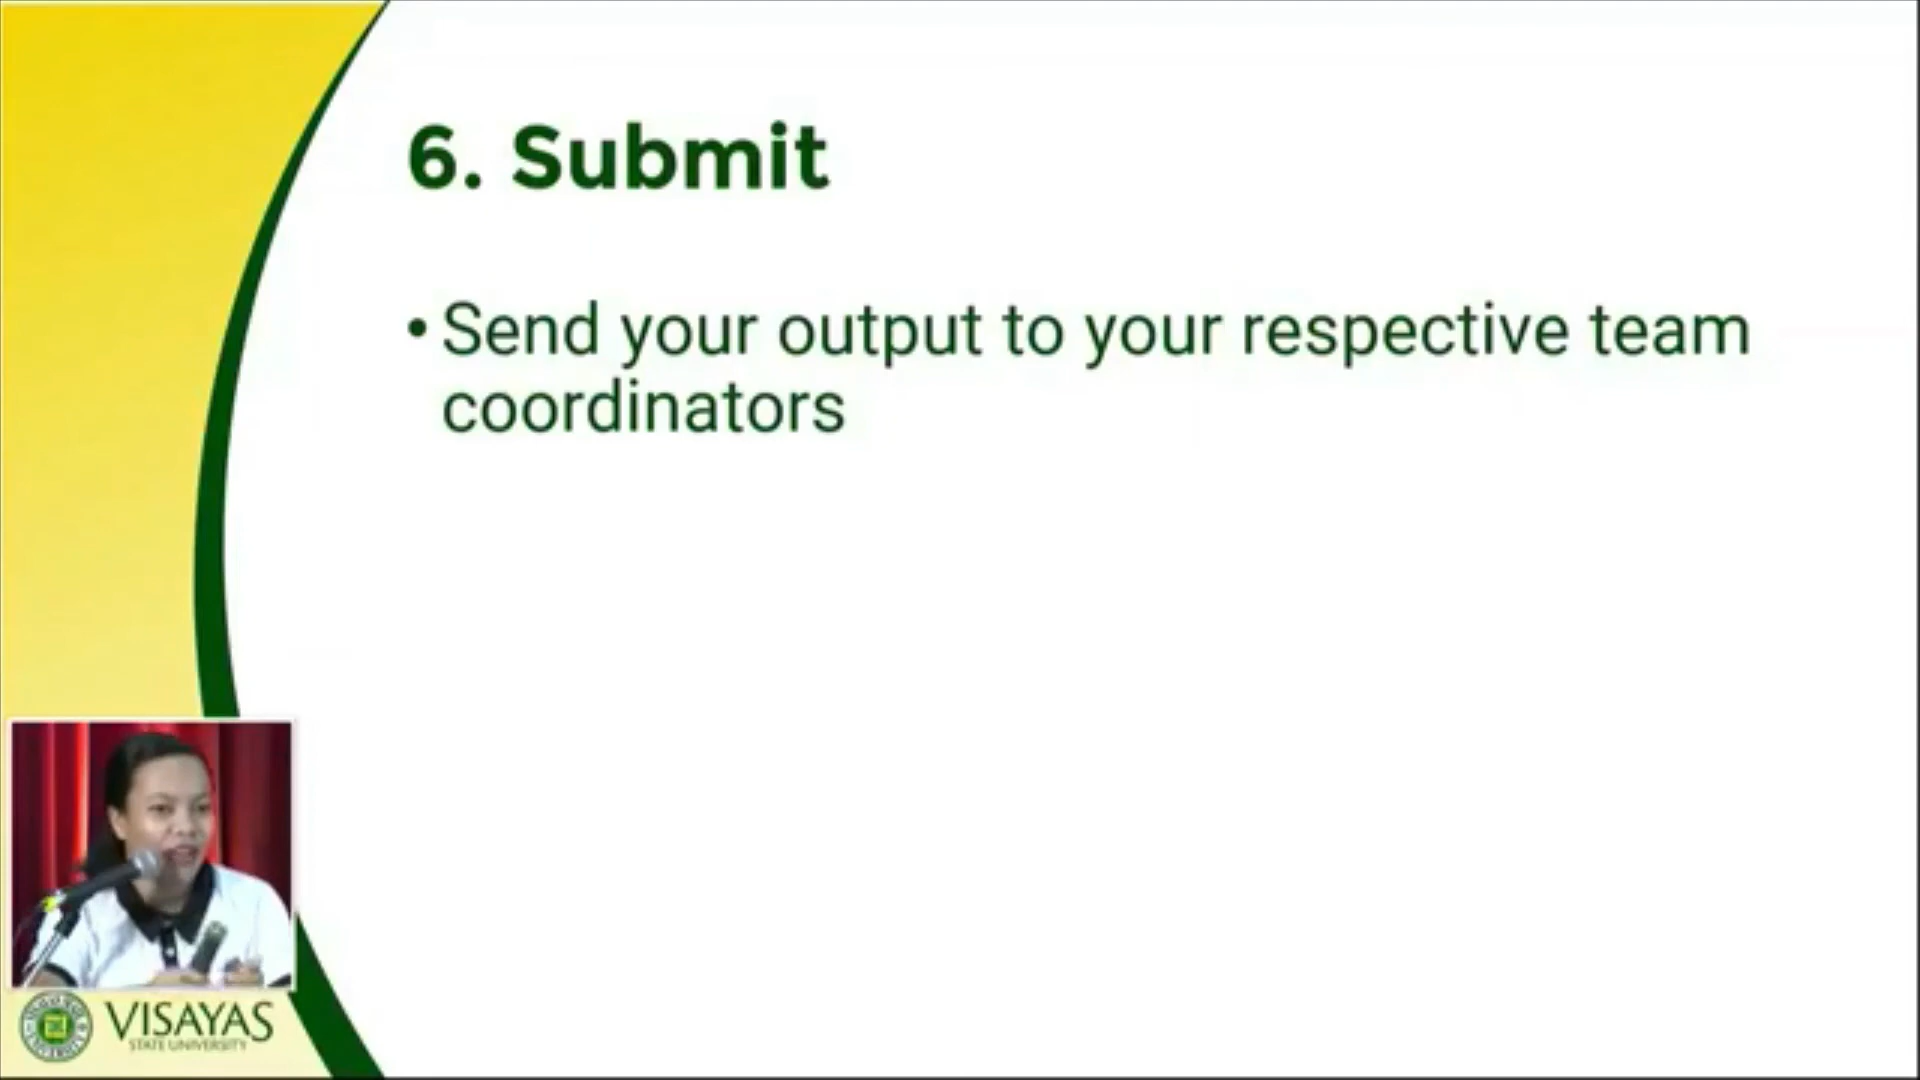 6. Submit
• Send your output to your respective team
coordinators
VISAYAS
STATE UNIVERSITY